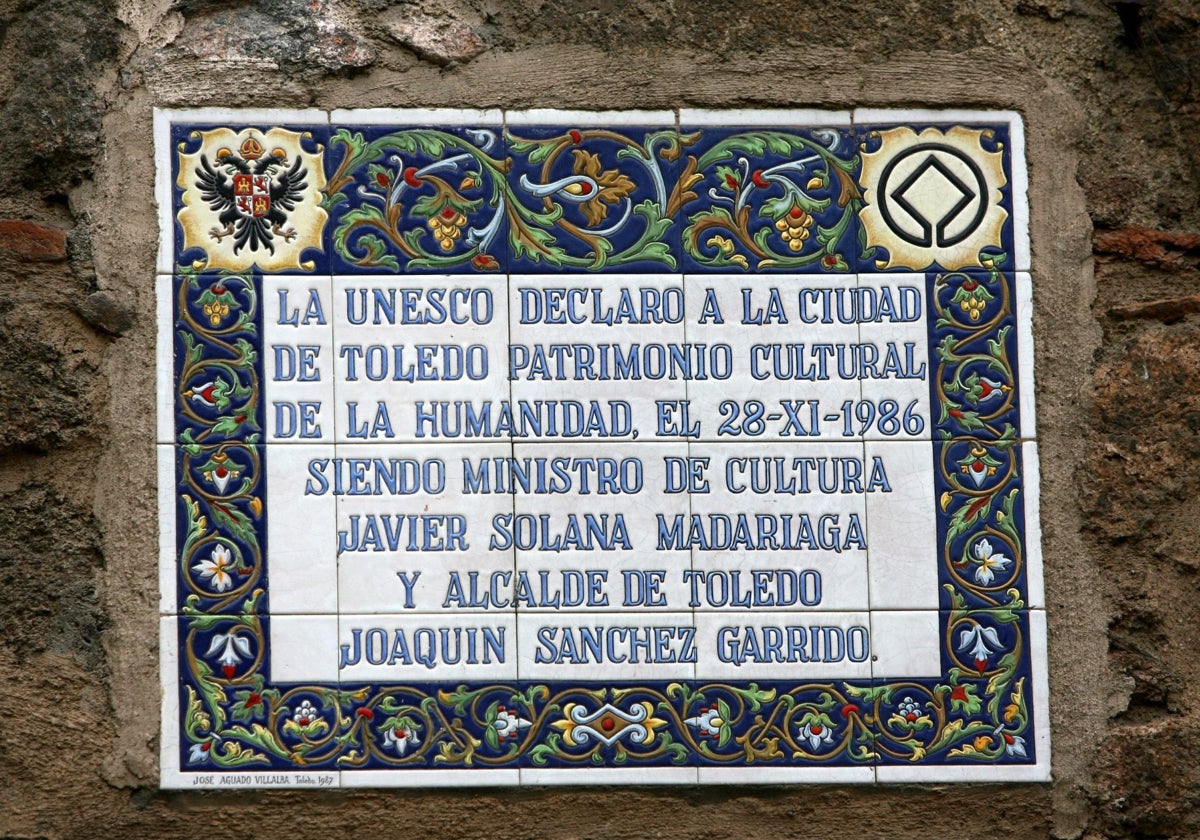 LA UNESCO DECLARO A LA CIUDAD
DE TOLEDO PATRIMONIO CULTURAL
DE LA HUMANIDAD, EL 28-XI-1986
SIENDO MINISTRO DE CULTURA
JAVIER SOLANA MADARIAGA
Y ALCALDE DE TOLEDO
JOAQUIN SANCHEZ GARRIDO.
JOSÉ AGUADO VILLALBA. Toledo. 1987